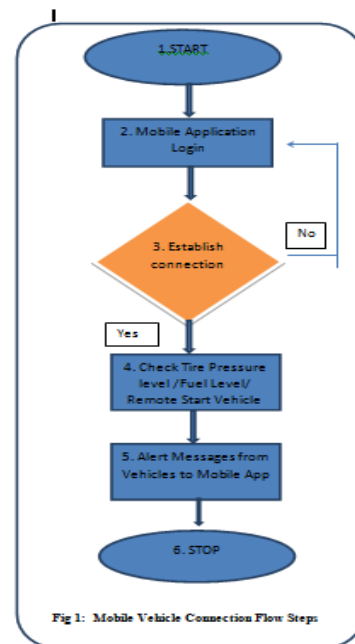 1.START
2. Mobile Application
Login
3. Establish
connection
No
Yes
4. Check Tire Pressure
level /Fuel Level/
Remote Start Vehicle
5. Alert Messages from
Vehicles to Mobile App
6. STOP
Fig 1: Mobile Vehicle Connection Flow Steps